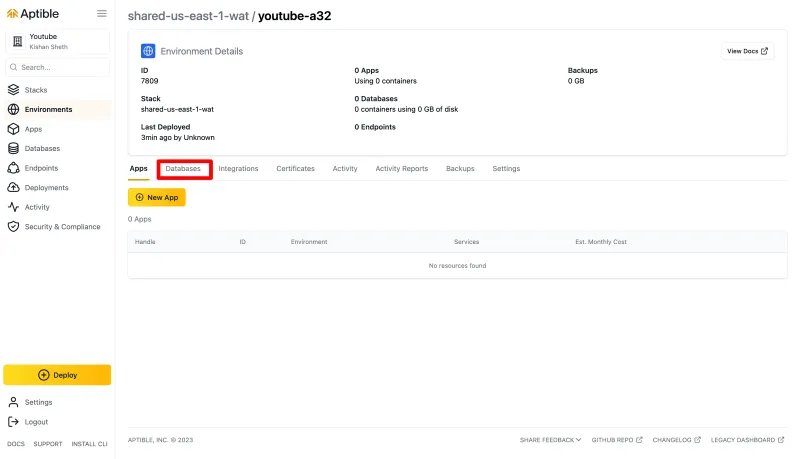 Aptible
Youtube
Kishan Sheth
Search...
Stacks
Environments
Apps
Databases
Endpoints
Deployments
Activity
Security & Compliance
Deploy
Settings
Logout
DOCS SUPPORT INSTALL CLI
shared-us-east-1-wat / youtube-a32
Environment Details
View Docs
ID
7809
0 Apps
Using 0 containers
Backups
0 GB
Stack
shared-us-east-1-wat
0 Databases
0 containers using 0 GB of disk
Last Deployed
3min ago by Unknown
0 Endpoints
Apps Databases Integrations Certificates Activity Activity Reports Backups Settings
New App
0 Apps
Handle ID Environment Services Est. Monthly Cost
No resources found
APTIBLE, INC. © 2023 SHARE FEEDBACK GITHUB REPO CHANGELOG LEGACY DASHBOARD